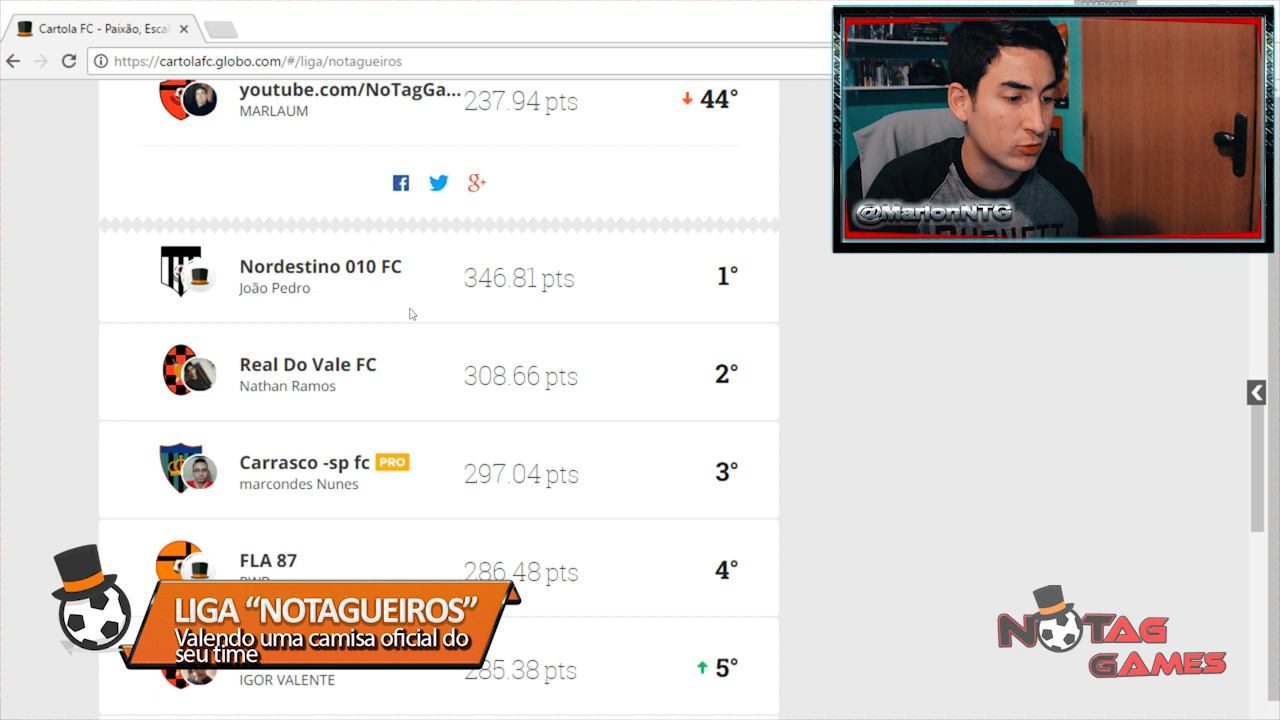 MARLON
Cartola FC - Paixão, Escal
https://cartolafc.globo.com/#/liga/notagueiros
youtube.com/NoTagGa...
MARLAUM
237.94 pts
44°
@MarlonNTG
Nordestino 010 FC
João Pedro
346.81 pts
1°
Real Do Vale FC
Nathan Ramos
308.66 pts
2°
Carrasco -sp fc PRO
marcondes Nunes
297.04 pts
3°
FLA 87
286.48 pts
4°
LIGA “NOTAGUEIROS”
Valendo uma camisa oficial do
seu time
IGOR VALENTE
285.38 pts
5°
NOTAG
GAMES